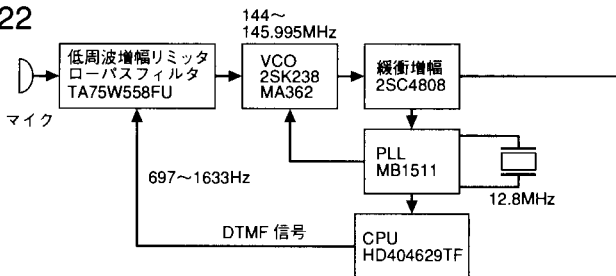 22
マイク
低周波増幅リミッタ
ローパスフィルタ
TA75W558FU
144～
145.995MHz
VCO
2SK238
MA362
緩衝増幅
2SC4808
PLL
MB1511
12.8MHz
697～1633Hz
DTMF 信号
CPU
HD404629TF